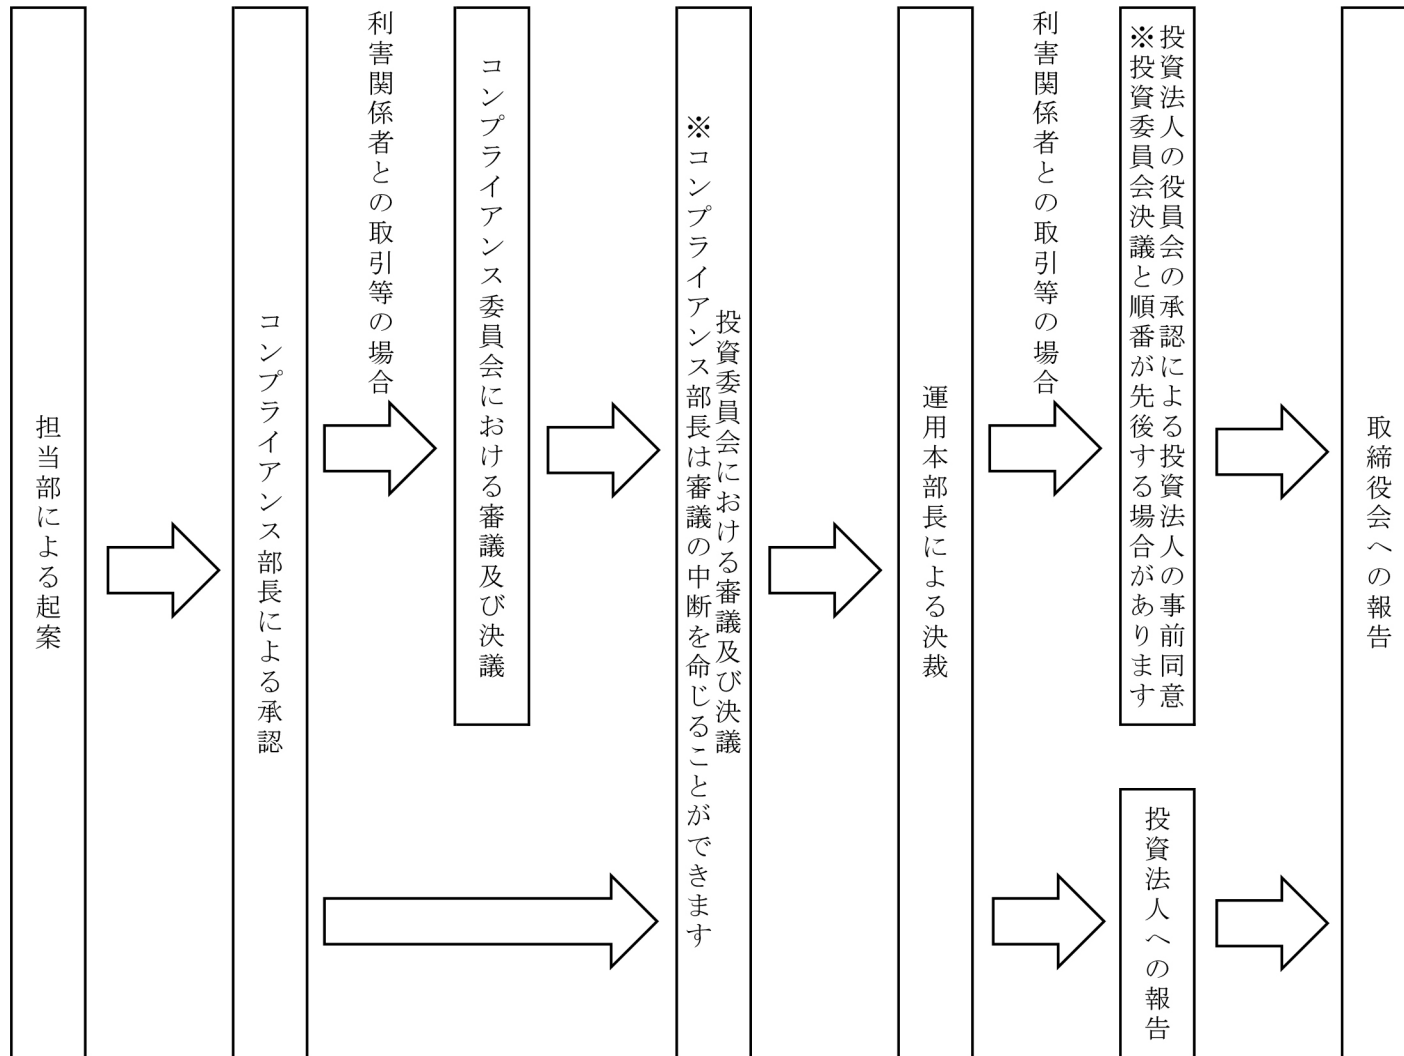 担当部による起案
コンプライアンス部長による承認
利害関係者との取引等の場合
コンプライアンス委員会における審議及び決議
投資委員会における審議及び決議
※コンプライアンス部長は審議の中断を命じることができます
運用本部長による決裁
利害関係者との取引等の場合
投資法人の役員会の承認による投資法人の事前同意
※投資委員会決議と順番が先後する場合があります
投資法人への報告
取締役会への報告